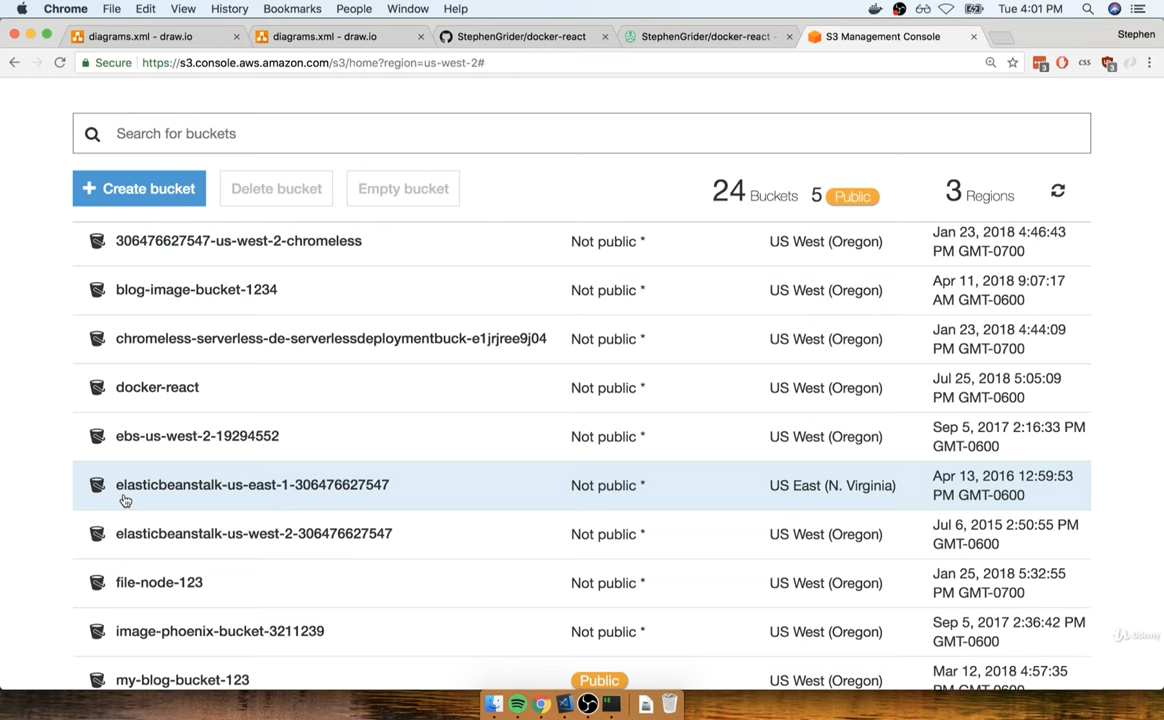 Chrome File Edit View History Bookmarks People Window Help Tue 4:01 PM
diagrams.xml - draw.io × diagrams.xml - draw.io × StephenGrider/docker-react × StephenGrider/docker-react - × S3 Management Console × Stephen
Secure https://s3.console.aws.amazon.com/s3/home?region=us-west-2# 3 CSS 3
Search for buckets
+ Create bucket Delete bucket Empty bucket 24 Buckets 5 Public 3 Regions
306476627547-us-west-2-chromeless Not public * US West (Oregon) Jan 23, 2018 4:46:43
PM GMT-0700
blog-image-bucket-1234 Not public * US West (Oregon) Apr 11, 2018 9:07:17
AM GMT-0600
chromeless-serverless-de-serverlessdeploymentbuck-e1jrjree9j04 Not public * US West (Oregon) Jan 23, 2018 4:44:09
PM GMT-0700
docker-react Not public * US West (Oregon) Jul 25, 2018 5:05:09
PM GMT-0600
ebs-us-west-2-19294552 Not public * US West (Oregon) Sep 5, 2017 2:16:33 PM
GMT-0600
elasticbeanstalk-us-east-1-306476627547 Not public * US East (N. Virginia) Apr 13, 2016 12:59:53
PM GMT-0600
elasticbeanstalk-us-west-2-306476627547 Not public * US West (Oregon) Jul 6, 2015 2:50:55 PM
GMT-0600
file-node-123 Not public * US West (Oregon) Jan 25, 2018 5:32:55
PM GMT-0700
image-phoenix-bucket-3211239 Not public * US West (Oregon) Sep 5, 2017 2:36:42 PM
GMT-0600
Udemy
my-blog-bucket-123 Public US West (Oregon) Mar 12, 2018 4:57:35
PM GMT-0600